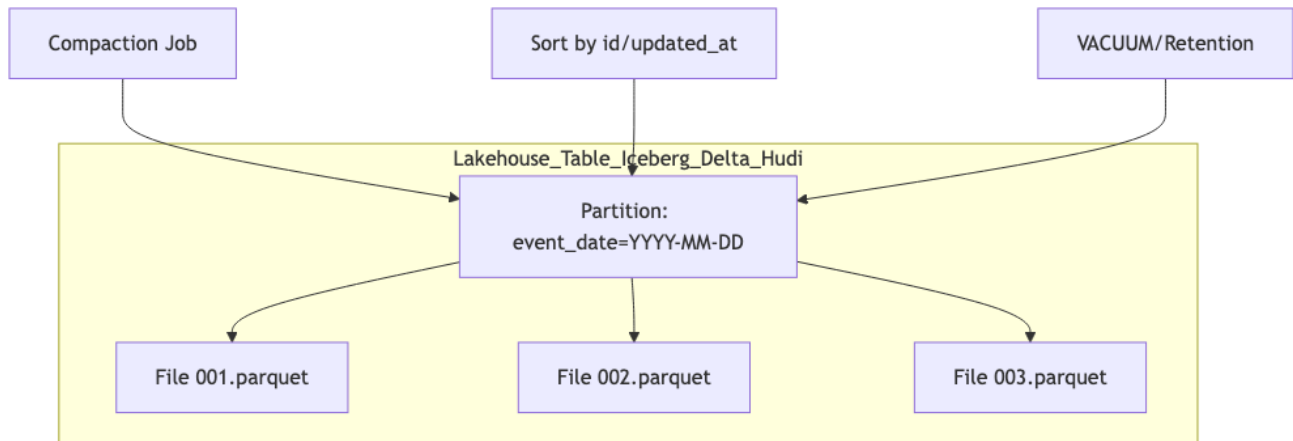 Compaction Job
Sort by id/updated_at
VACUUM/Retention
Lakehouse_Table_Iceberg_Delta_Hudi
Partition:
event_date=YYYY-MM-DD
File 001.parquet
File 002.parquet
File 003.parquet